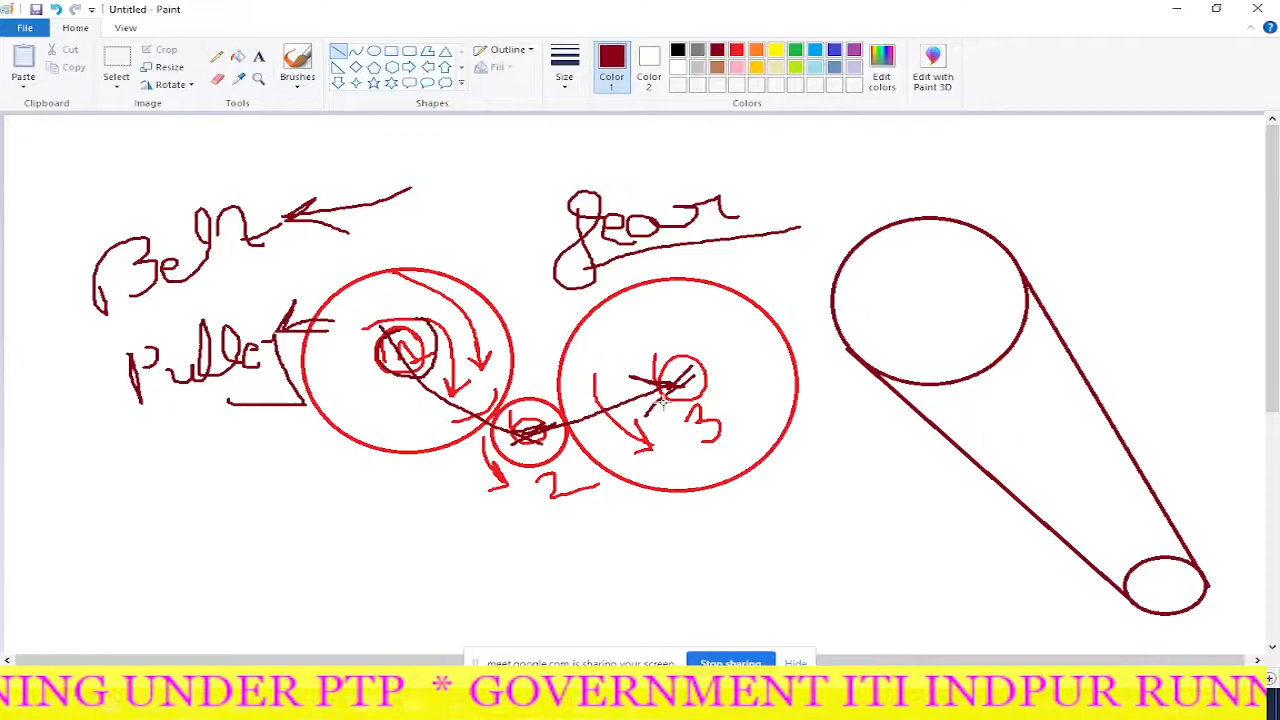 Untitled - Paint
File Home View
Paste Cut Copy Clipboard
Select Crop Resize Rotate Image
Tools
Brushes
Shapes
Outline Fill
Size
Color 1 Color 2
Colors
Edit colors
Edit with Paint 3D
Belt
gear
Pulley
3
2
meet.google.com is sharing your screen. Stop sharing Hide
NING UNDER PTP * GOVERNMENT ITI INDPUR RUNN